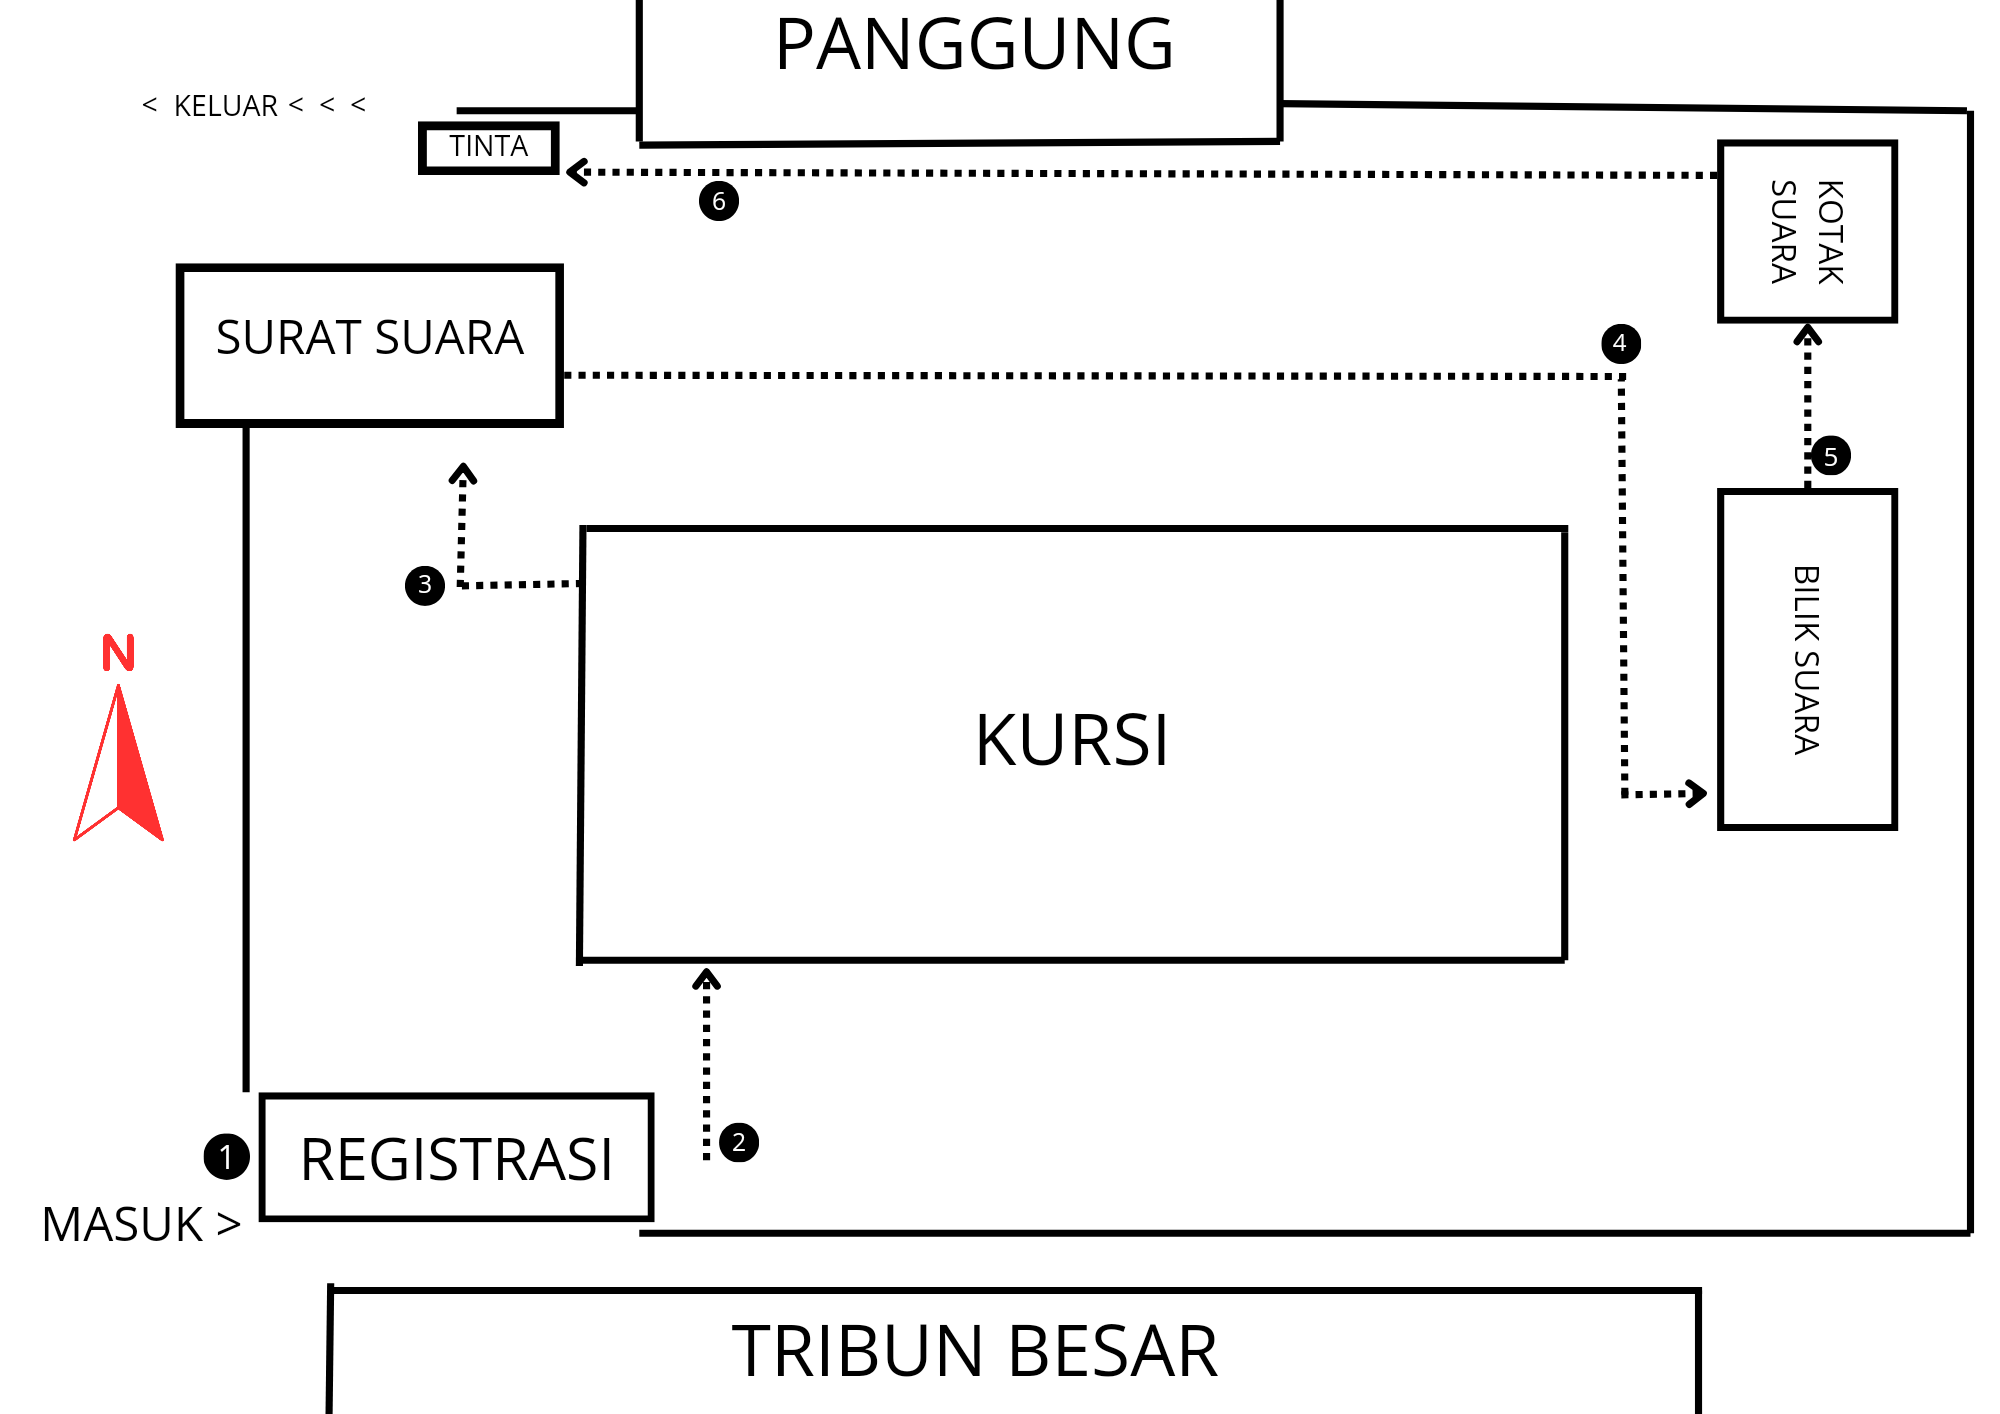 PANGGUNG
< KELUAR < < <
TINTA
6
KOTAK
SUARA
SURAT SUARA
4
5
3
BILIK SUARA
N
KURSI
1
REGISTRASI
2
MASUK >
TRIBUN BESAR